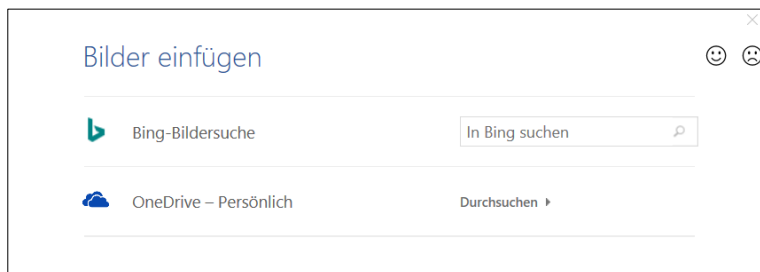 Bilder einfügen
Bing-Bildersuche
In Bing suchen
OneDrive – Persönlich
Durchsuchen